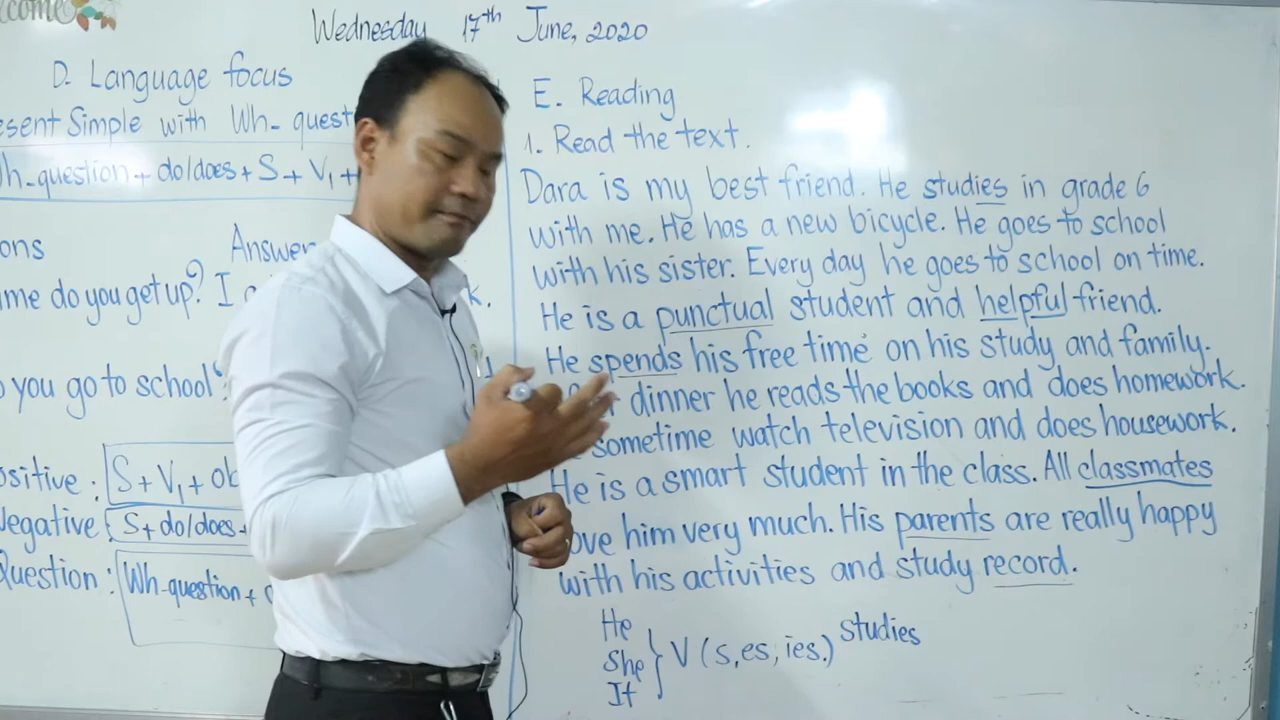 come
Wednesday 17th June, 2020
D. Language focus
esent Simple with Wh- quest
Wh-question + do/does + S + V1 +
ons Answer
me do you get up? I k.
you go to school?
ositive: S + V1 + ob
Negative: S + do/does +
Question: Wh-question +
E. Reading
1. Read the text.
Dara is my best friend. He studies in grade 6
with me. He has a new bicycle. He goes to school
with his sister. Every day he goes to school on time.
He is a punctual student and helpful friend.
He spends his free time on his study and family.
dinner he reads the books and does homework.
sometime watch television and does housework.
He is a smart student in the class. All classmates
ove him very much. His parents are really happy
with his activities and study record.
He
She } V (s, es, ies.) studies
It